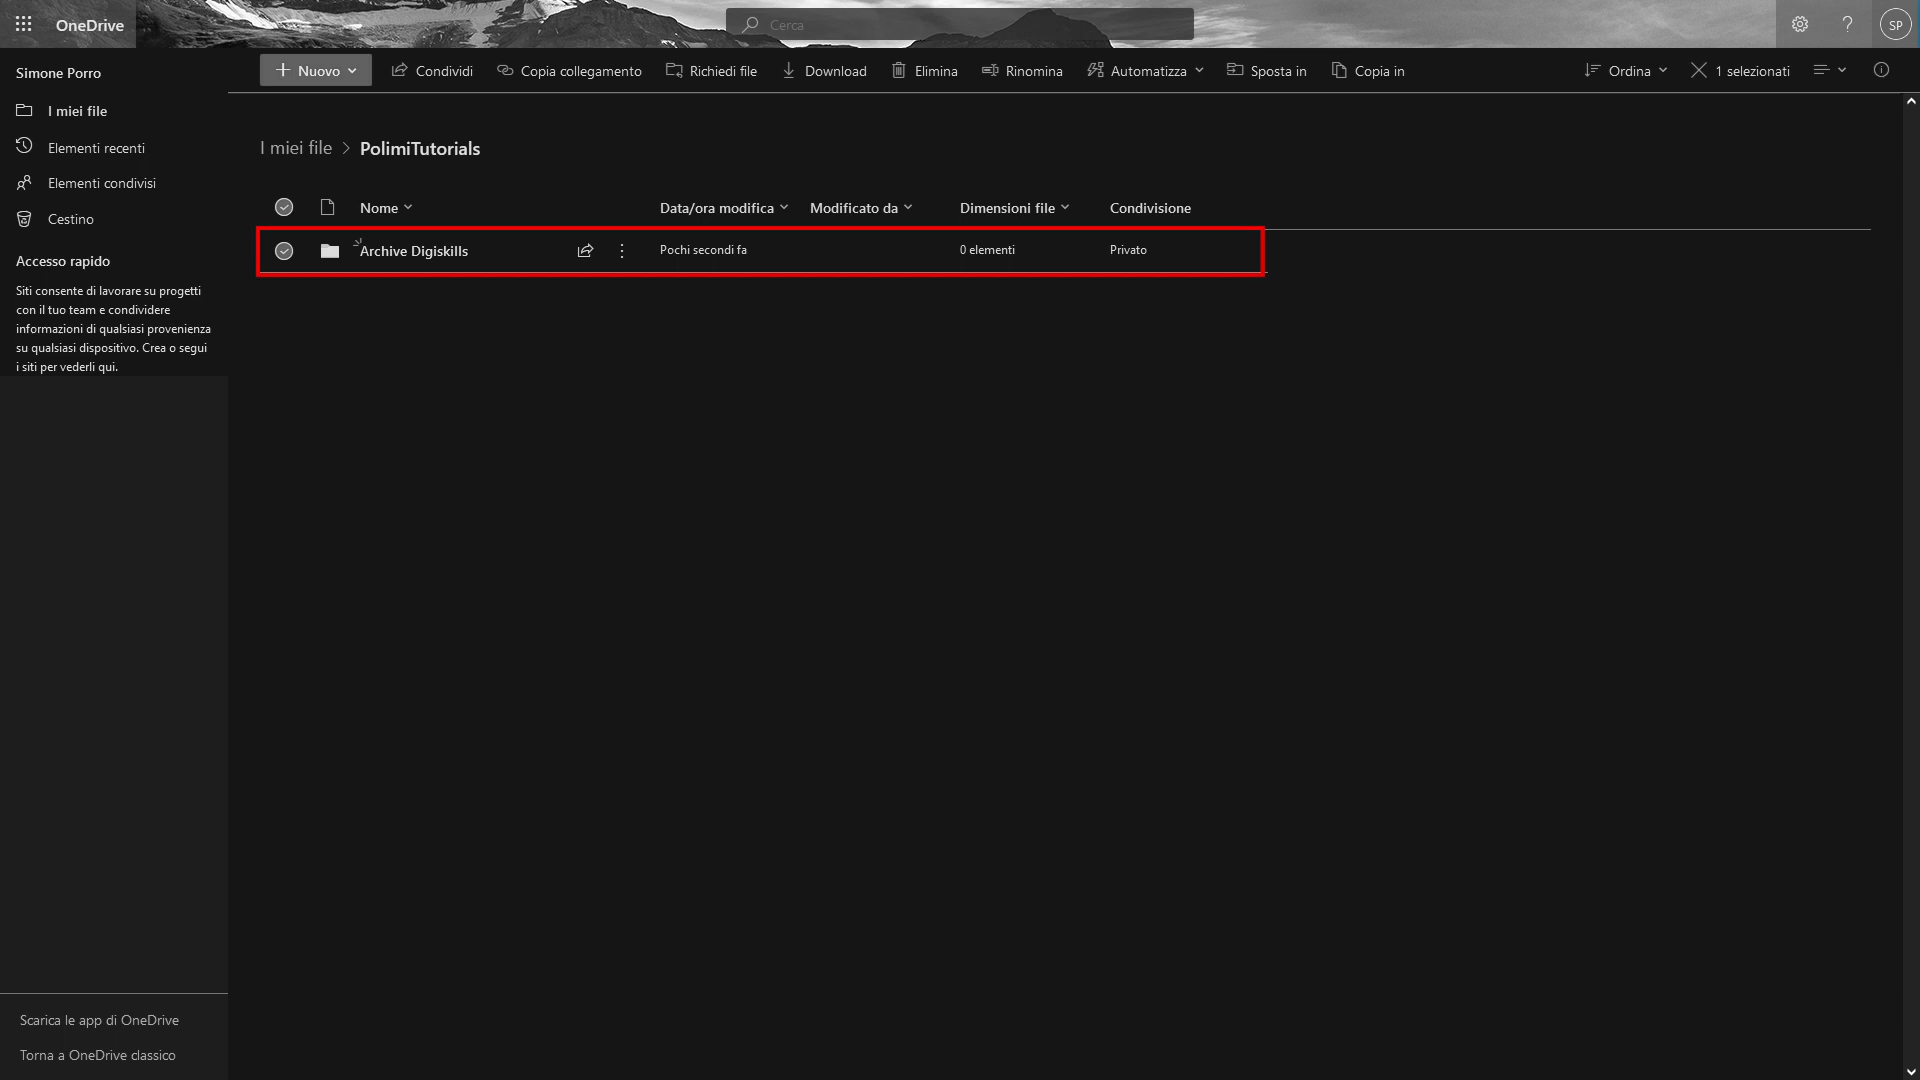 OneDrive
Cerca
?
SP
Simone Porro
I miei file
Elementi recenti
Elementi condivisi
Cestino
Accesso rapido
Siti consente di lavorare su progetti
con il tuo team e condividere
informazioni di qualsiasi provenienza
su qualsiasi dispositivo. Crea o segui
i siti per vederli qui.
Scarica le app di OneDrive
Torna a OneDrive classico
Nuovo
Condividi
Copia collegamento
Richiedi file
Download
Elimina
Rinomina
Automatizza
Sposta in
Copia in
Ordina
1 selezionati
I miei file > PolimiTutorials
Nome
Data/ora modifica
Modificato da
Dimensioni file
Condivisione
Archive Digiskills
Pochi secondi fa
0 elementi
Privato